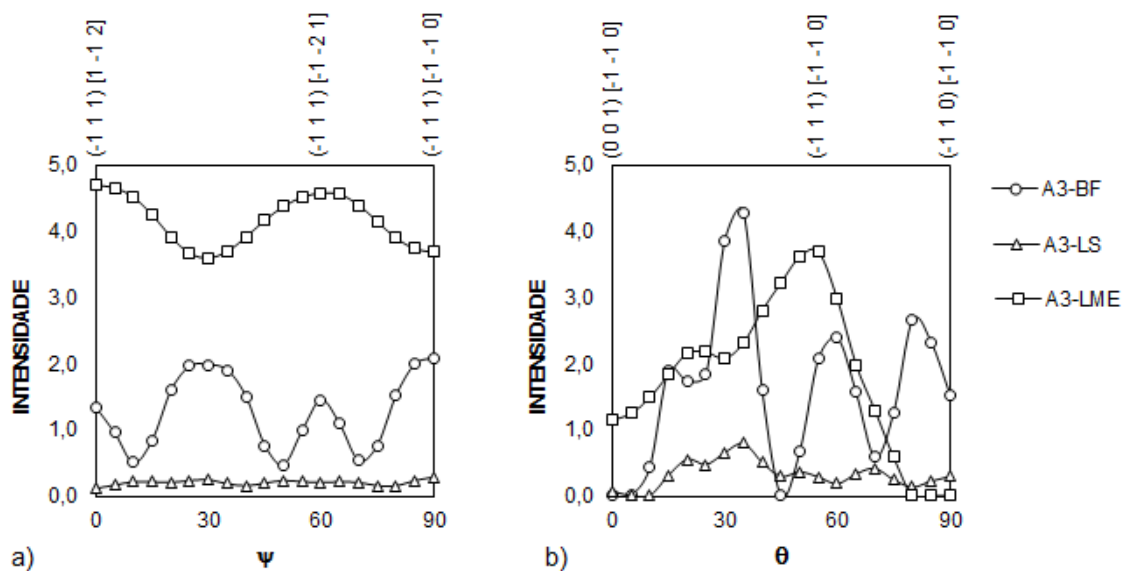 (-1 1 1) [1 -1 2]
(-1 1 1) [-1 -2 1]
(-1 1 1) [-1 -1 0]
5,0
4,0
3,0
2,0
1,0
0,0
INTENSIDADE
0
30
60
90
a)
ψ
(0 0 1) [-1 -1 0]
(-1 1 1) [-1 -1 0]
(-1 1 0) [-1 -1 0]
5,0
4,0
3,0
2,0
1,0
0,0
INTENSIDADE
0
30
60
90
b)
θ
A3-BF
A3-LS
A3-LME